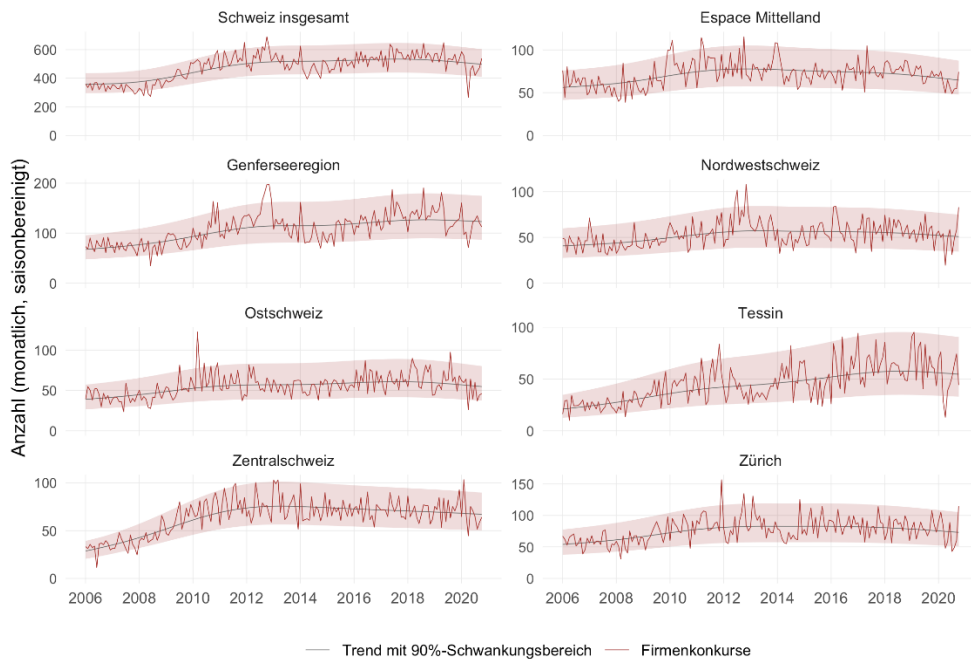 Schweiz insgesamt
600
400
200
0
Espace Mittelland
100
50
0
Genferseeregion
200
100
0
Nordwestschweiz
100
50
0
Ostschweiz
100
50
0
Tessin
100
50
0
Zentralschweiz
100
50
0
Zürich
150
100
50
0
2006 2008 2010 2012 2014 2016 2018 2020
2006 2008 2010 2012 2014 2016 2018 2020
Anzahl (monatlich, saisonbereinigt)
Trend mit 90%-Schwankungsbereich
Firmenkonkurse